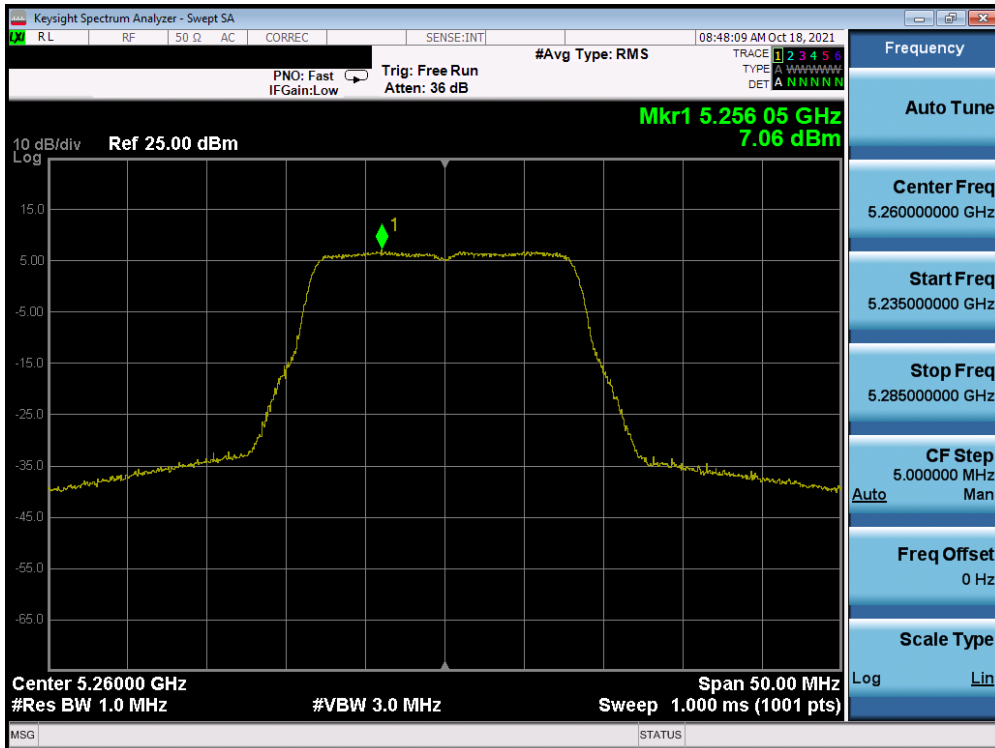 Keysight Spectrum Analyzer - Swept SA
LXI RL RF 50 Ω AC CORREC SENSE:INT 08:48:09 AM Oct 18, 2021
#Avg Type: RMS
TRACE 1 2 3 4 5 6
TYPE A WWWWW
DET A N N N N N
PNO: Fast
IFGain:Low
Trig: Free Run
Atten: 36 dB
Mkr1 5.256 05 GHz
7.06 dBm
10 dB/div
Log
Ref 25.00 dBm
1
15.0
5.00
-5.00
-15.0
-25.0
-35.0
-45.0
-55.0
-65.0
Center 5.26000 GHz
Span 50.00 MHz
#Res BW 1.0 MHz
#VBW 3.0 MHz
Sweep 1.000 ms (1001 pts)
MSG
STATUS
Frequency
Auto Tune
Center Freq
5.260000000 GHz
Start Freq
5.235000000 GHz
Stop Freq
5.285000000 GHz
CF Step
5.000000 MHz
Auto Man
Freq Offset
0 Hz
Scale Type
Log Lin